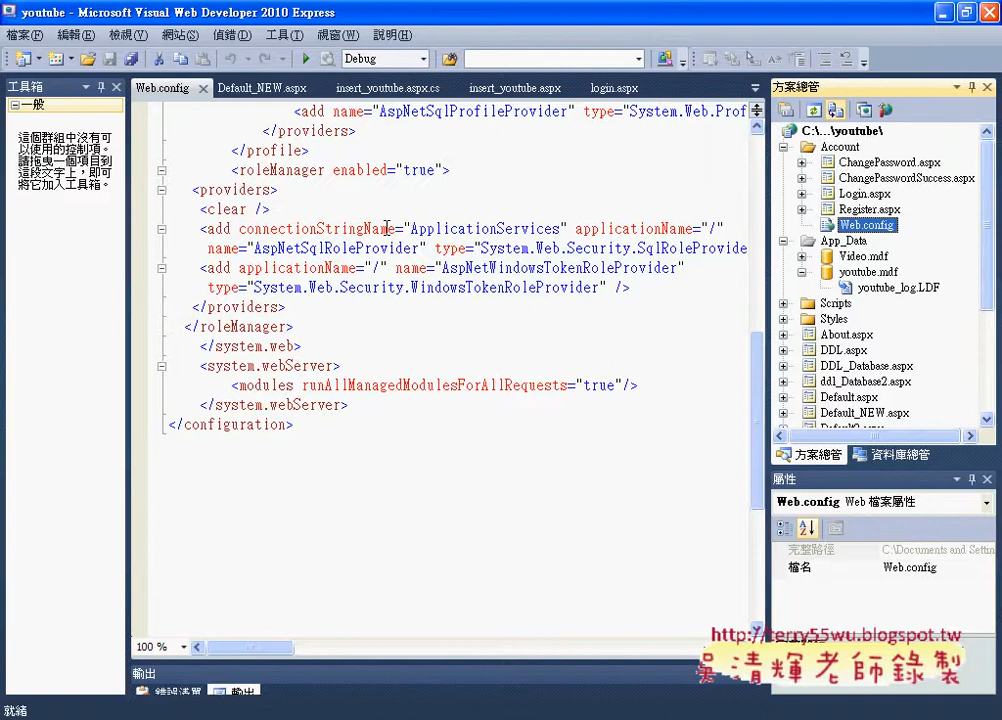 youtube - Microsoft Visual Web Developer 2010 Express
檔案(F) 編輯(E) 檢視(V) 網站(S) 偵錯(D) 工具(T) 視窗(W) 說明(H)
Debug
工具箱
一般
這個群組中沒有可以使用的控制項。請拖曳一個項目到這段文字上，即可將它加入工具箱。
Web.config Default_NEW.aspx insert_youtube.aspx.cs insert_youtube.aspx login.aspx
<add name="AspNetSqlProfileProvider" type="System.Web.Prof
</providers>
</profile>
<roleManager enabled="true">
<providers>
<clear />
<add connectionStringName="ApplicationServices" applicationName="/"
name="AspNetSqlRoleProvider" type="System.Web.Security.SqlRoleProvide
<add applicationName="/" name="AspNetWindowsTokenRoleProvider"
type="System.Web.Security.WindowsTokenRoleProvider" />
</providers>
</roleManager>
</system.web>
<system.webServer>
<modules runAllManagedModulesForAllRequests="true"/>
</system.webServer>
</configuration>
100 %
輸出
錯誤清單 輸出
就緒
方案總管
C:\...\youtube\
Account
ChangePassword.aspx
ChangePasswordSuccess.aspx
Login.aspx
Register.aspx
Web.config
App_Data
Video.mdf
youtube.mdf
youtube_log.LDF
Scripts
Styles
About.aspx
DDL.aspx
DDL_Database.aspx
ddl_Database2.aspx
Default.aspx
Default_NEW.aspx
方案總管 資料庫總管
屬性
Web.config Web 檔案屬性
完整路徑 C:\Documents and Settin
檔名 Web.config
http://terry55wu.blogspot.tw
吳清輝老師錄製